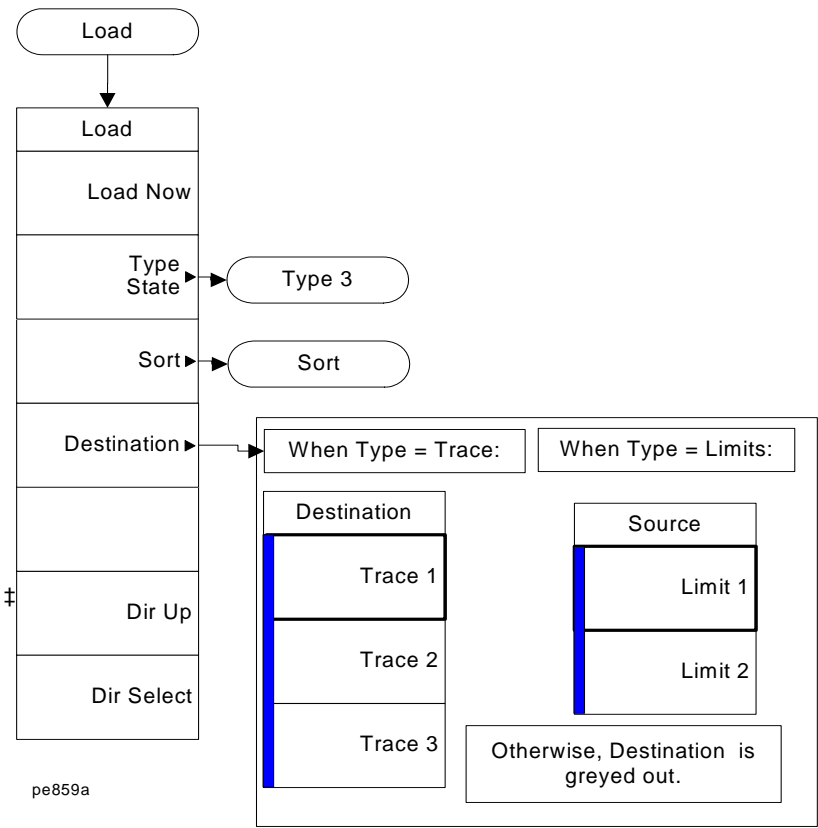 Load
Load
Load Now
Type
State
Type 3
Sort
Sort
Destination
When Type = Trace:
When Type = Limits:
Destination
Trace 1
Trace 2
Trace 3
Source
Limit 1
Limit 2
Otherwise, Destination is
greyed out.
‡
Dir Up
Dir Select
pe859a